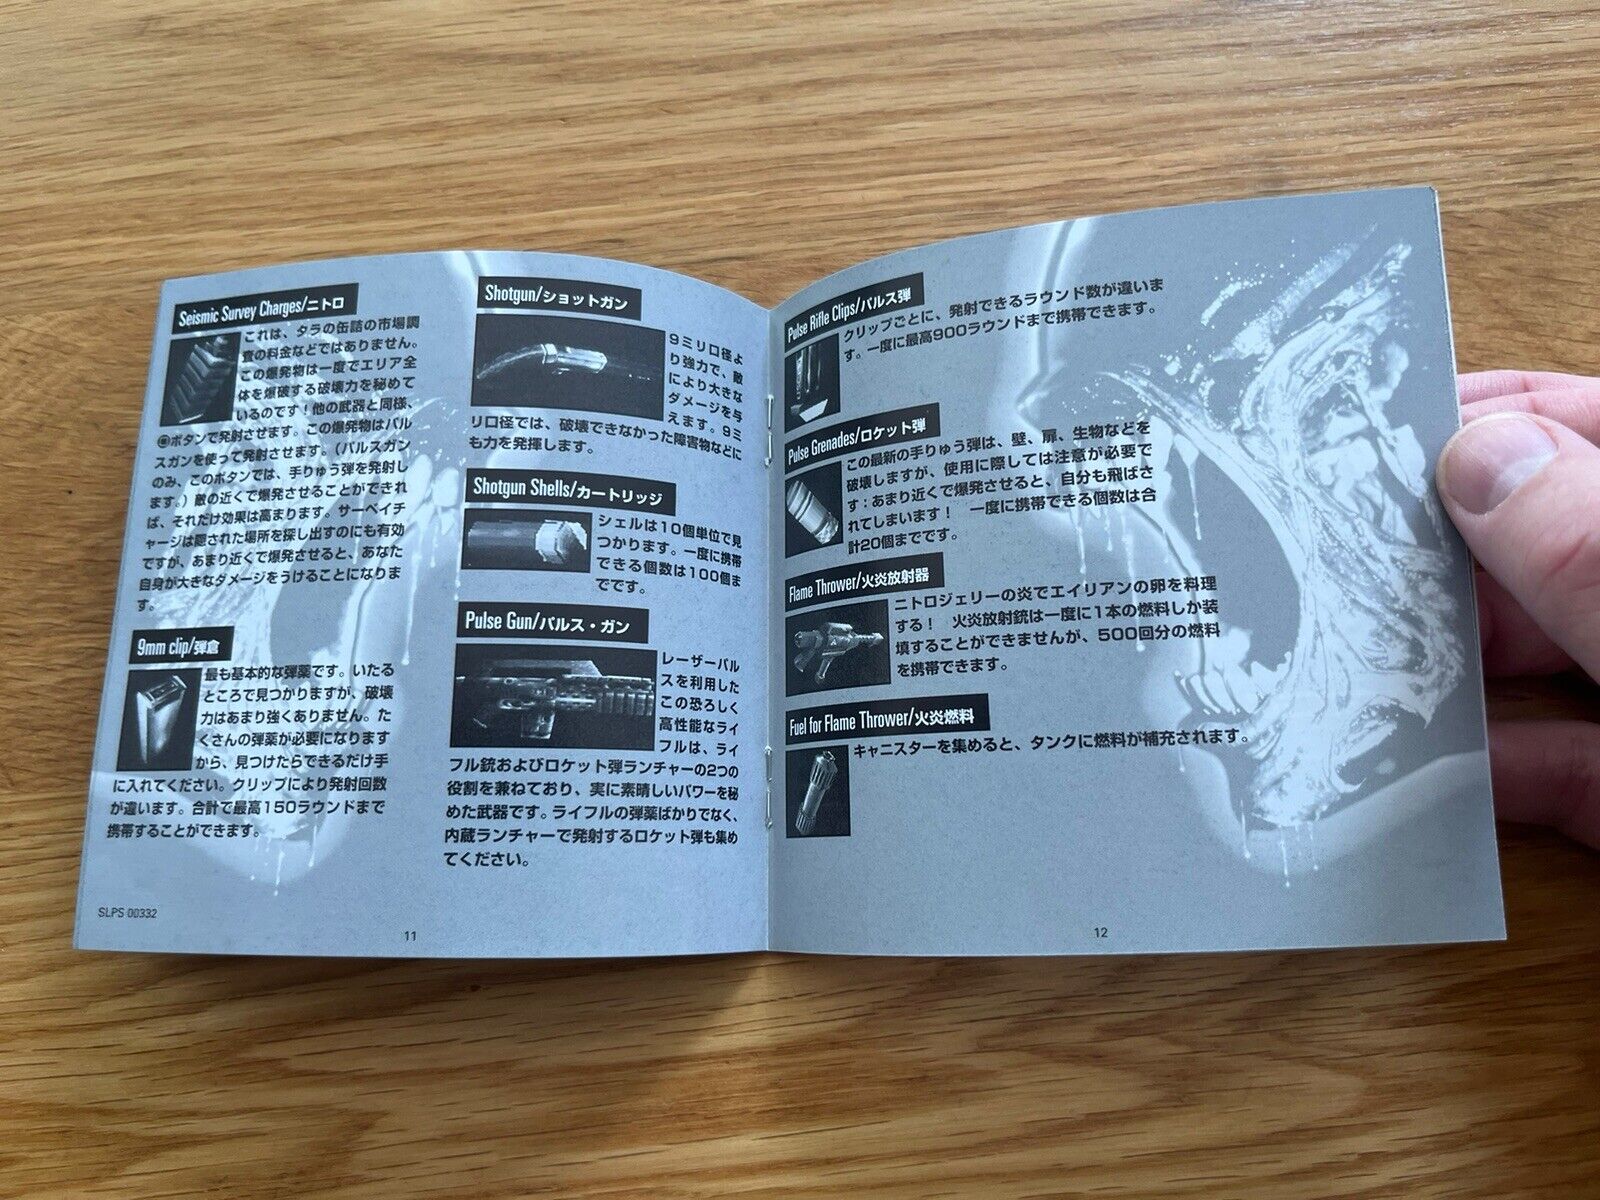 Seismic Survey Charges/ニトロ
これは、タラの缶詰の市場調
査の料金などではありません。
この爆発物は一度でエリア全
体を爆破する破壊力を秘めて
いるのです！他の武器と同様、
ボタンで発射させます。この爆発物はパル
スガンを使って発射させます。（パルスガン
のみ、このボタンでは、手りゅう弾を発射し
ます。）敵の近くで爆発させることができれ
ば、それだけ効果は高まります。サーベイチ
ャージは隠された場所を探し出すのにも有効
ですが、あまり近くで爆発させると、あなた
自身が大きなダメージをうけることになりま
す。
9mm clip/弾倉
最も基本的な弾薬です。いたる
ところで見つかりますが、破壊
力はあまり強くありません。た
くさんの弾薬が必要になります
から、見つけたらできるだけ手
に入れてください。クリップにより発射回数
が違います。合計で最高150ラウンドまで
携帯することができます。
SLPS 00332
Shotgun/ショットガン
9ミリ口径よ
り強力で、敵
により大きな
ダメージを与
えます。9ミ
リ口径では、破壊できなかった障害物などに
も力を発揮します。
Shotgun Shells/カートリッジ
シェルは10個単位で見
つかります。一度に携帯
できる個数は100個ま
でです。
Pulse Gun/パルス・ガン
レーザーパル
スを利用した
この恐ろしく
高性能なライ
フルは、ライ
フル銃およびロケット弾ランチャーの2つの
役割を兼ねており、実に素晴しいパワーを秘
めた武器です。ライフルの弾薬ばかりでなく、
内蔵ランチャーで発射するロケット弾も集め
てください。
11
Pulse Rifle Clips/パルス弾
クリップごとに、発射できるラウンド数が違いま
す。一度に最高900ラウンドまで携帯できます。
Pulse Grenades/ロケット弾
この最新の手りゅう弾は、壁、扉、生物などを
破壊しますが、使用に際しては注意が必要で
す：あまり近くで爆発させると、自分も飛ばさ
れてしまいます！ 一度に携帯できる個数は合
計20個までです。
Flame Thrower/火炎放射器
ニトロジェリーの炎でエイリアンの卵を料理
する！ 火炎放射銃は一度に1本の燃料しか装
填することができませんが、500回分の燃料
を携帯できます。
Fuel for Flame Thrower/火炎燃料
キャニスターを集めると、タンクに燃料が補充されます。
12